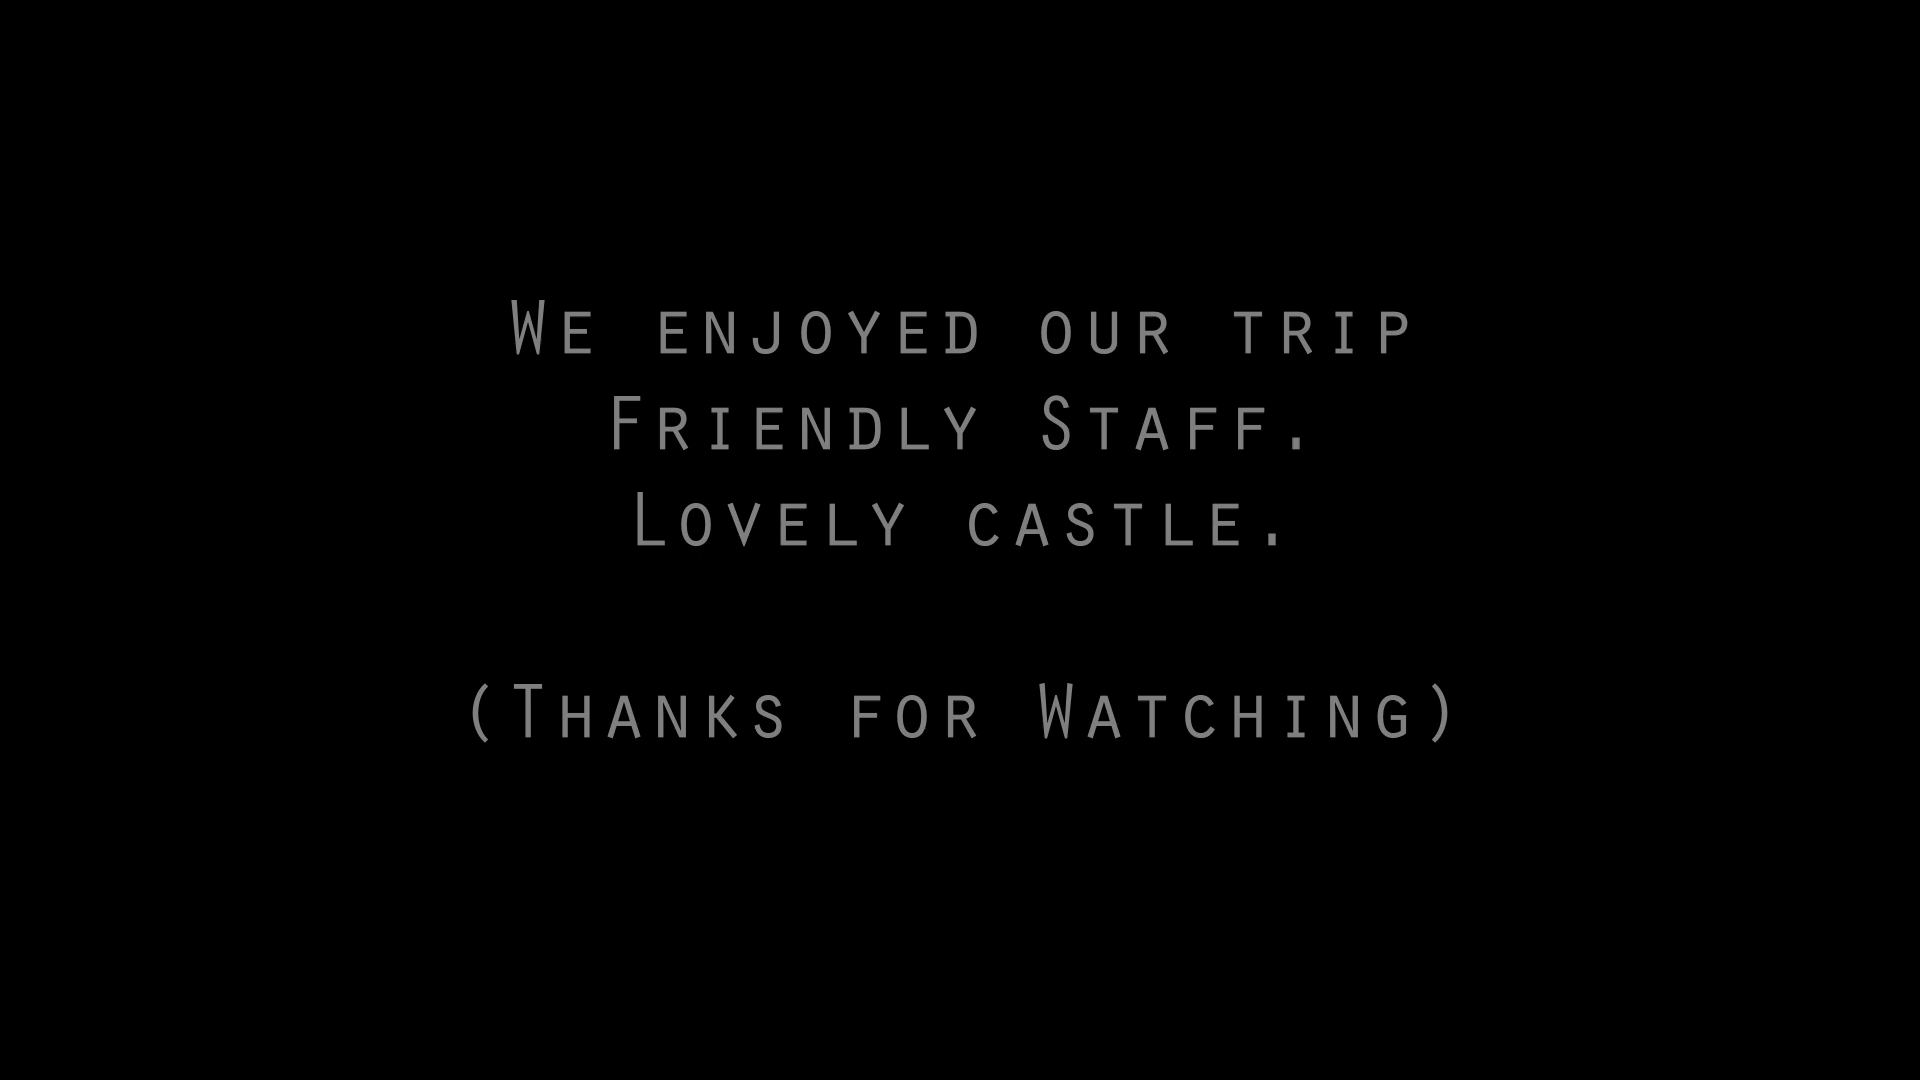 We enjoyed our trip
Friendly Staff.
Lovely castle.
(Thanks for Watching)